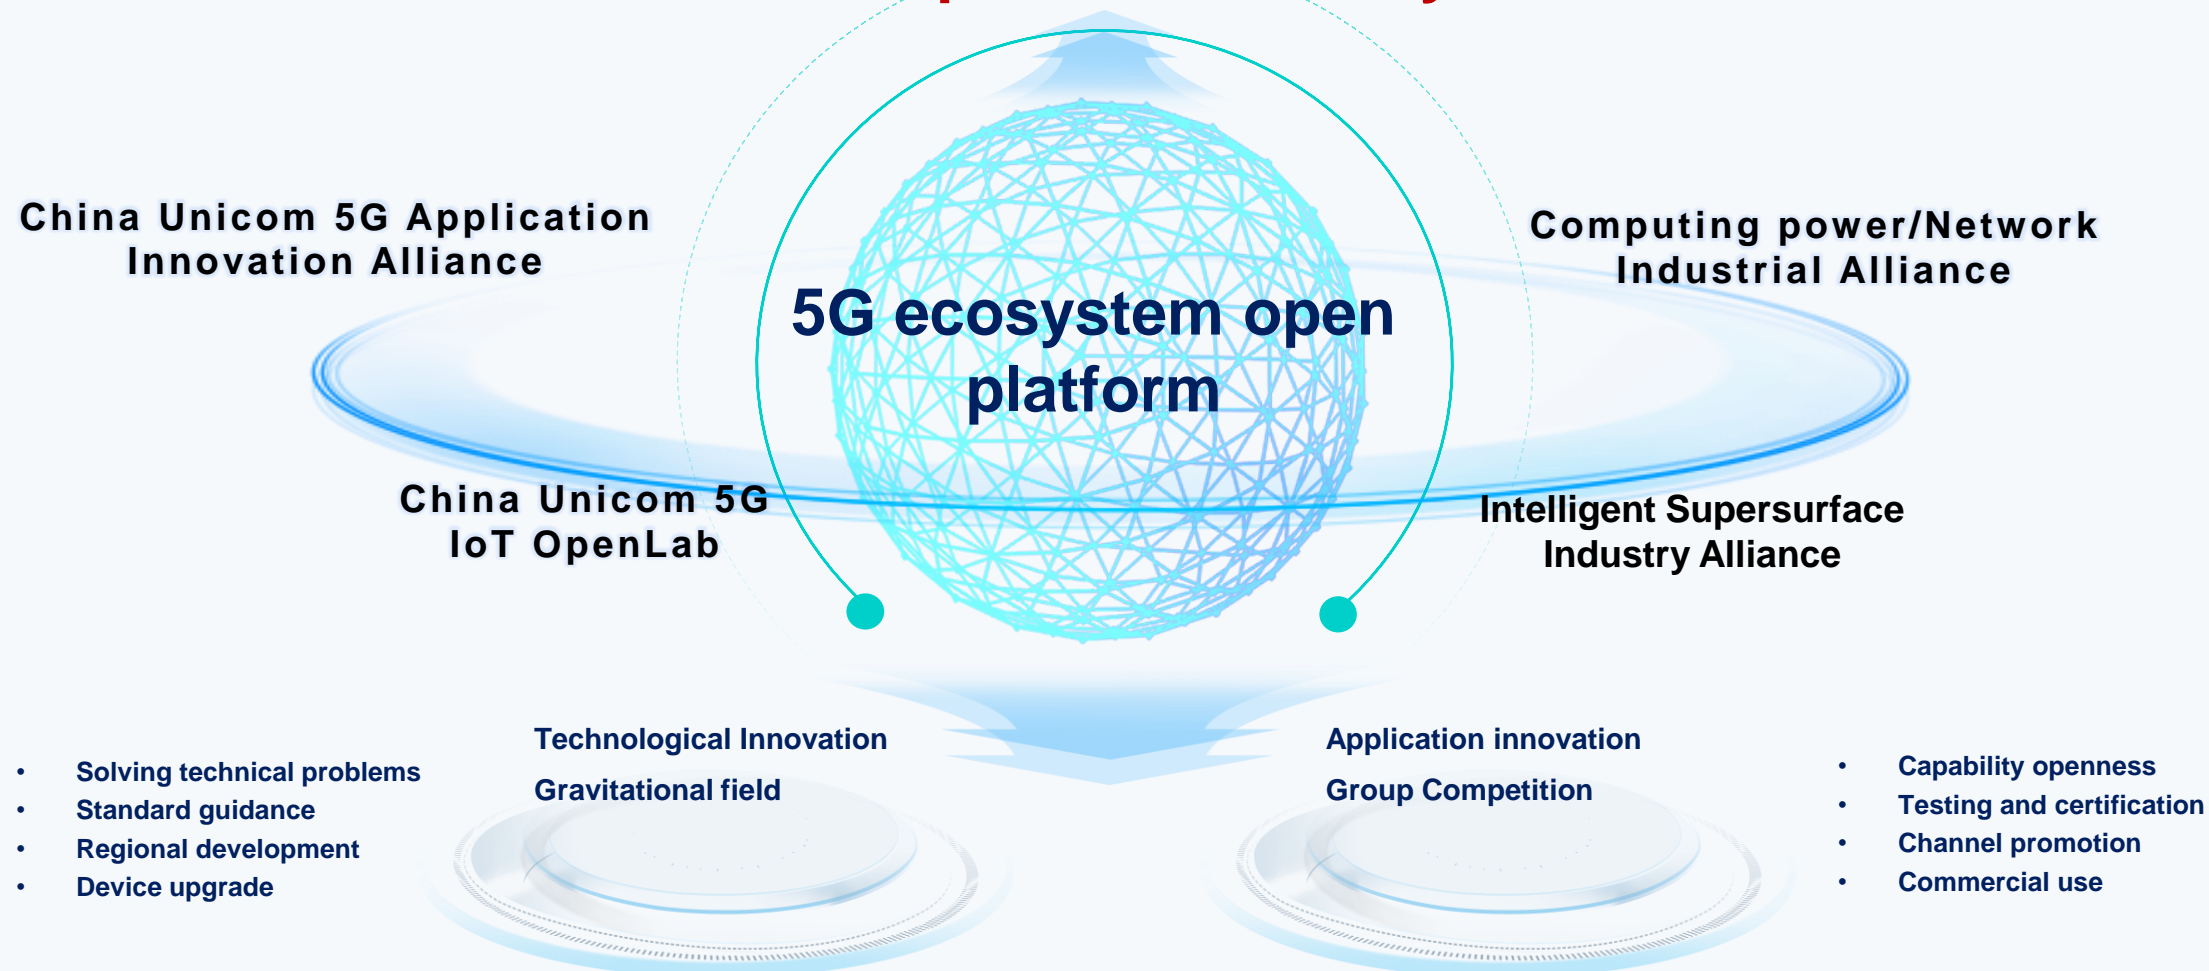 China Unicom 5G Application
Innovation Alliance
Computing power/Network
Industrial Alliance
5G ecosystem open
platform
China Unicom 5G
IoT OpenLab
Intelligent Supersurface
Industry Alliance
Technological Innovation
Gravitational field
Application innovation
Group Competition
• Solving technical problems
• Standard guidance
• Regional development
• Device upgrade
• Capability openness
• Testing and certification
• Channel promotion
• Commercial use